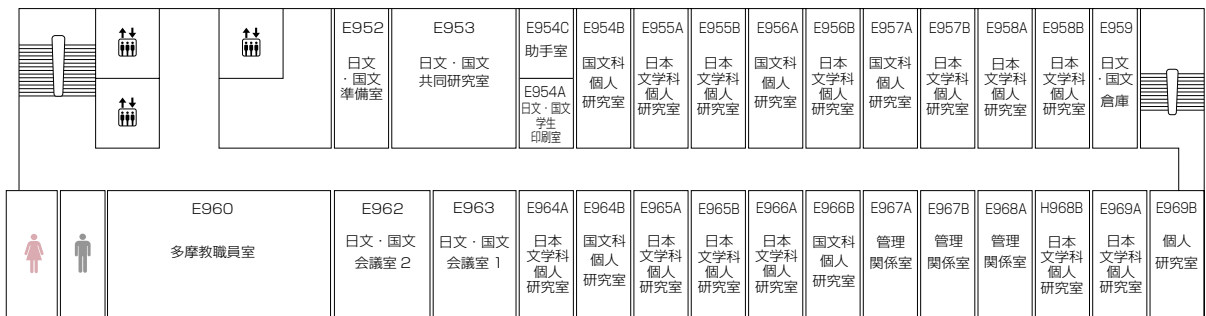 E952
日文
・国文
準備室
E953
日文・国文
共同研究室
E954C
助手室
E954A
日文・国文
学生
印刷室
E954B
国文科
個人
研究室
E955A
日本
文学科
個人
研究室
E955B
日本
文学科
個人
研究室
E956A
国文科
個人
研究室
E956B
日本
文学科
個人
研究室
E957A
国文科
個人
研究室
E957B
日本
文学科
個人
研究室
E958A
日本
文学科
個人
研究室
E958B
日本
文学科
個人
研究室
E959
日文
・国文
倉庫
E960
多摩教職員室
E962
日文・国文
会議室 2
E963
日文・国文
会議室 1
E964A
日本
文学科
個人
研究室
E964B
国文科
個人
研究室
E965A
日本
文学科
個人
研究室
E965B
日本
文学科
個人
研究室
E966A
日本
文学科
個人
研究室
E966B
国文科
個人
研究室
E967A
管理
関係室
E967B
管理
関係室
E968A
管理
関係室
H968B
日本
文学科
個人
研究室
E969A
日本
文学科
個人
研究室
E969B
個人
研究室